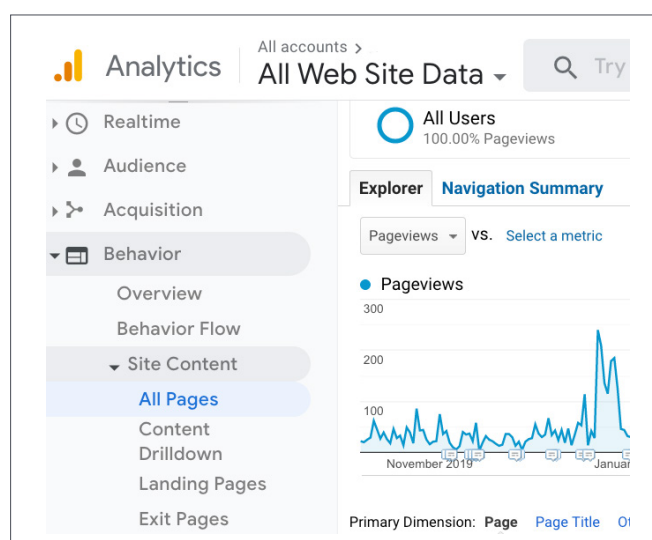 Analytics
All accounts >
All Web Site Data
Try
Realtime
Audience
Acquisition
Behavior
Overview
Behavior Flow
Site Content
All Pages
Content
Drilldown
Landing Pages
Exit Pages
All Users
100.00% Pageviews
Explorer
Navigation Summary
Pageviews
VS.
Select a metric
Pageviews
300
200
100
November 2019
Primary Dimension: Page Page Title